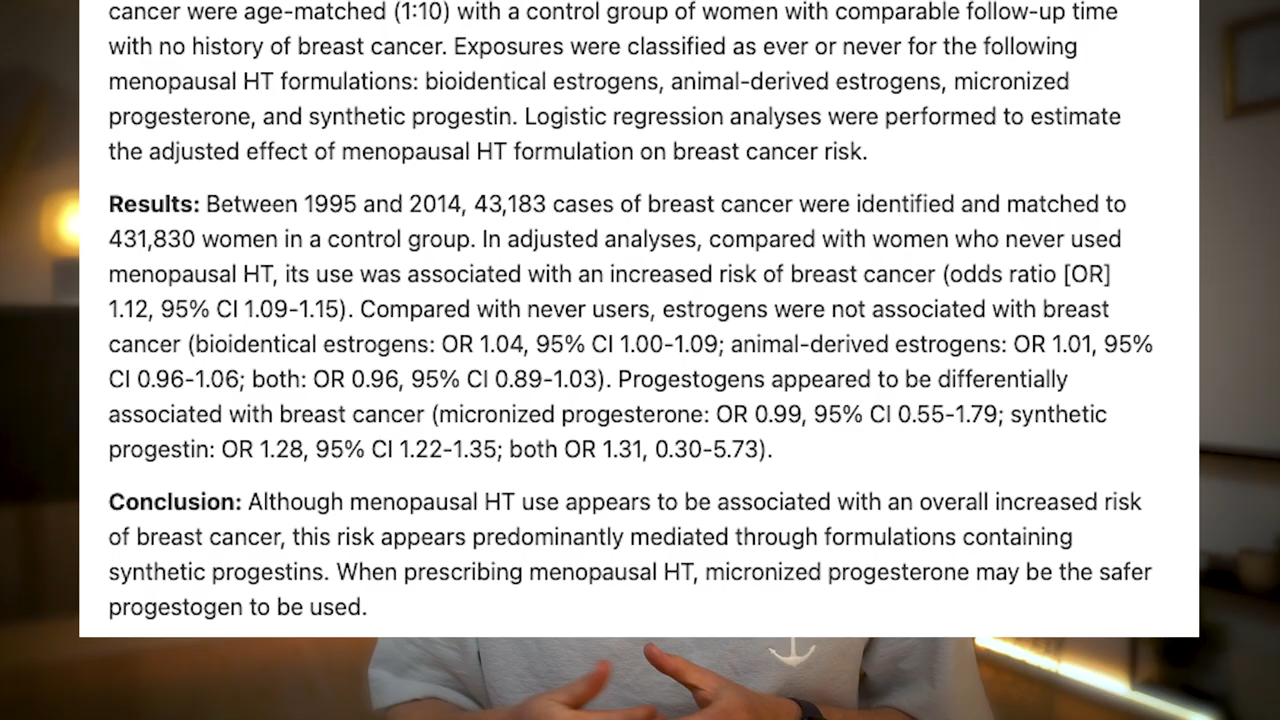 cancer were age-matched (1:10) with a control group of women with comparable follow-up time
with no history of breast cancer. Exposures were classified as ever or never for the following
menopausal HT formulations: bioidentical estrogens, animal-derived estrogens, micronized
progesterone, and synthetic progestin. Logistic regression analyses were performed to estimate
the adjusted effect of menopausal HT formulation on breast cancer risk.
Results: Between 1995 and 2014, 43,183 cases of breast cancer were identified and matched to
431,830 women in a control group. In adjusted analyses, compared with women who never used
menopausal HT, its use was associated with an increased risk of breast cancer (odds ratio [OR]
1.12, 95% CI 1.09-1.15). Compared with never users, estrogens were not associated with breast
cancer (bioidentical estrogens: OR 1.04, 95% CI 1.00-1.09; animal-derived estrogens: OR 1.01, 95%
CI 0.96-1.06; both: OR 0.96, 95% CI 0.89-1.03). Progestogens appeared to be differentially
associated with breast cancer (micronized progesterone: OR 0.99, 95% CI 0.55-1.79; synthetic
progestin: OR 1.28, 95% CI 1.22-1.35; both OR 1.31, 0.30-5.73).
Conclusion: Although menopausal HT use appears to be associated with an overall increased risk
of breast cancer, this risk appears predominantly mediated through formulations containing
synthetic progestins. When prescribing menopausal HT, micronized progesterone may be the safer
progestogen to be used.